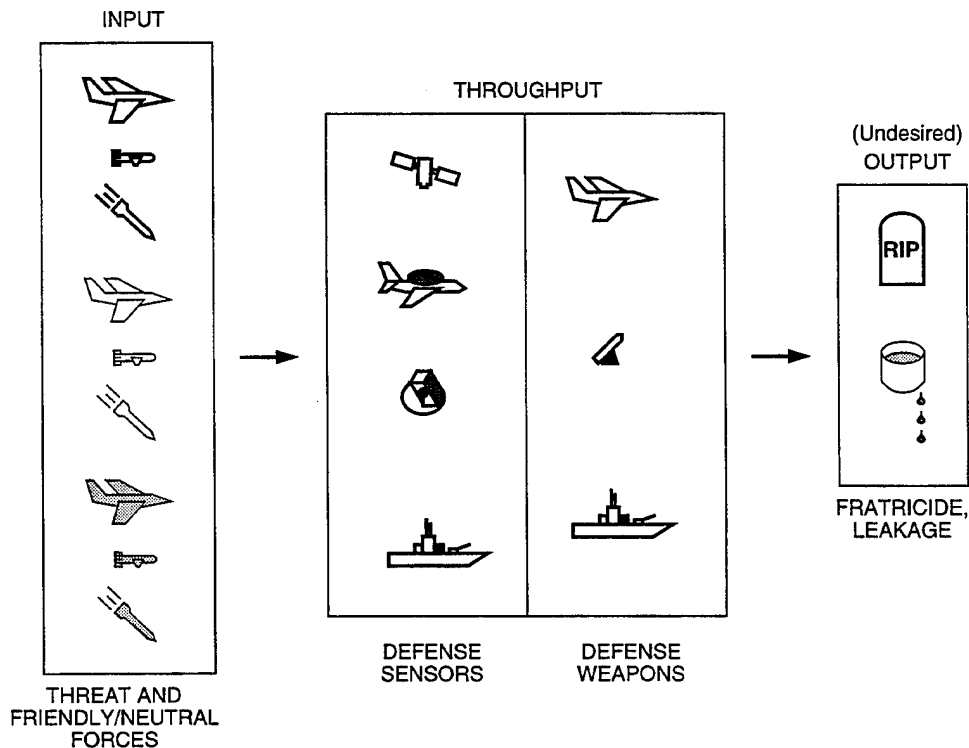 INPUT
THROUGHPUT
(Undesired)
OUTPUT
RIP
FRATRICIDE,
LEAKAGE
DEFENSE
SENSORS
DEFENSE
WEAPONS
THREAT AND
FRIENDLY/NEUTRAL
FORCES